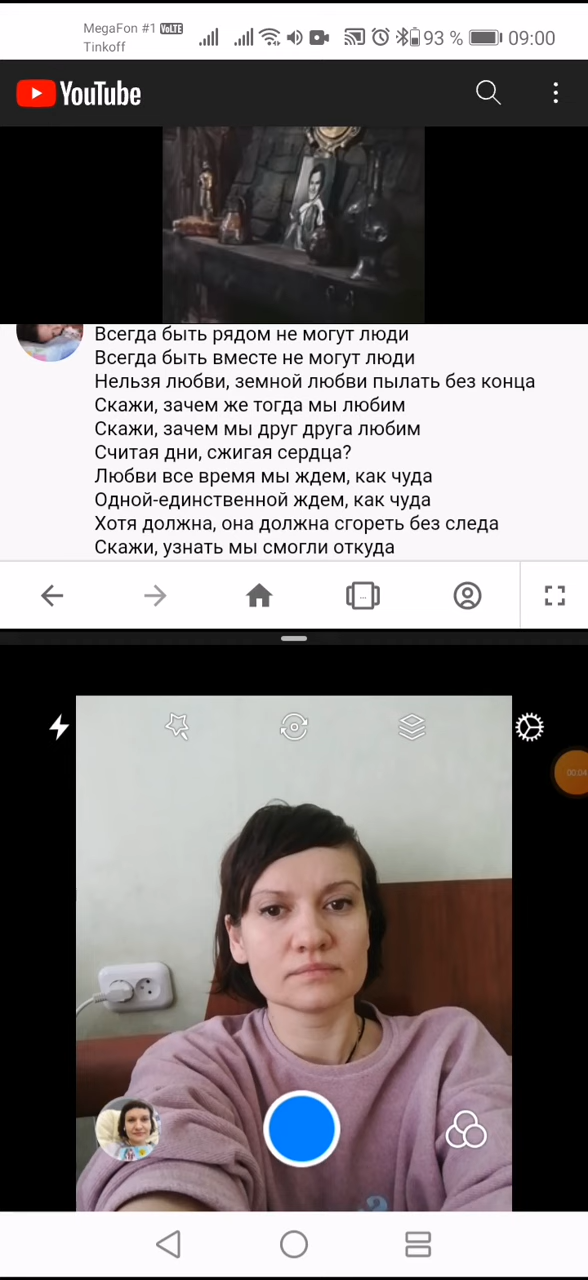 MegaFon #1 VoLTE
Tinkoff
93 % 09:00
YouTube
Всегда быть рядом не могут люди
Всегда быть вместе не могут люди
Нельзя любви, земной любви пылать без конца
Скажи, зачем же тогда мы любим
Скажи, зачем мы друг друга любим
Считая дни, сжигая сердца?
Любви все время мы ждем, как чуда
Одной-единственной ждем, как чуда
Хотя должна, она должна сгореть без следа
Скажи, узнать мы смогли откуда
00:04